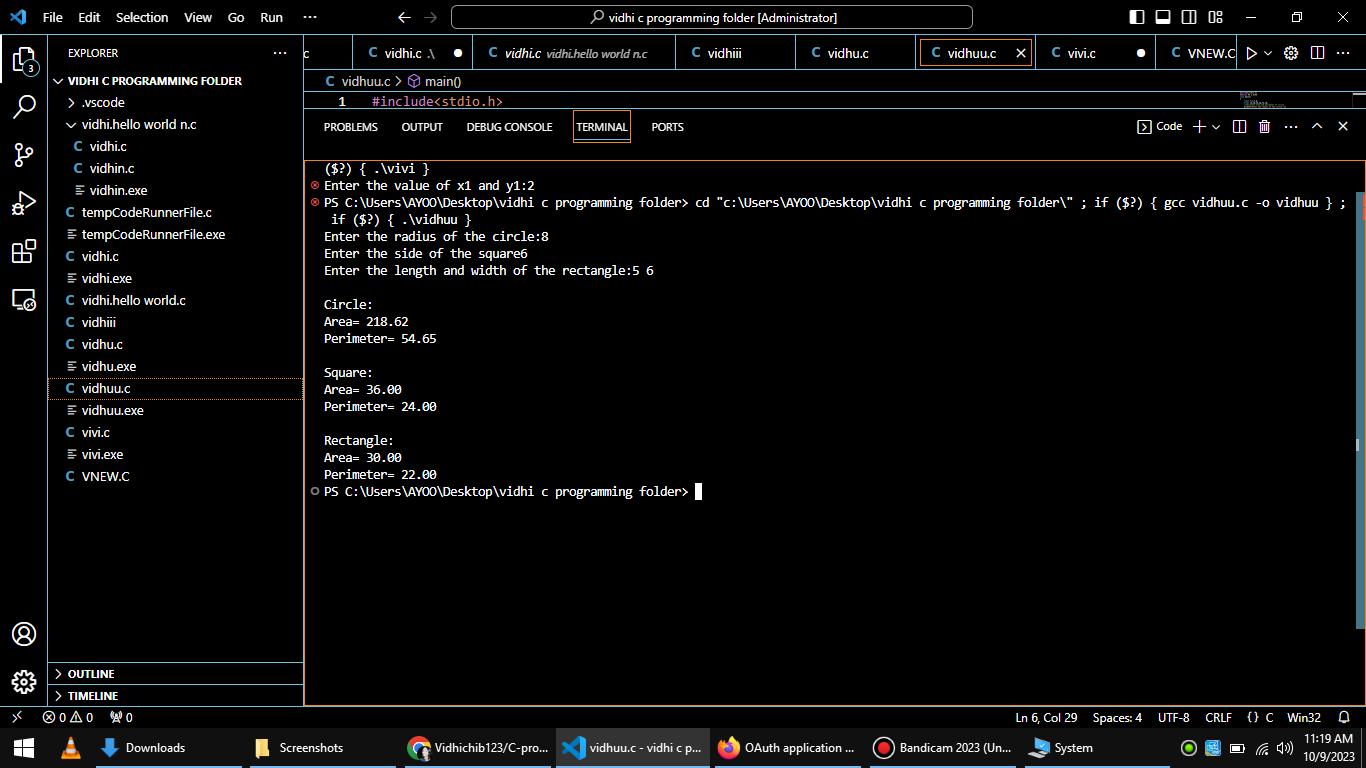 File Edit Selection View Go Run ··· vidhi c programming folder [Administrator]
EXPLORER ···
c vidhi.c .\ vidhi.c vidhi.hello world n.c vidhiii vidhu.c vidhuu.c vivi.c VNEW.C
VIDHI C PROGRAMMING FOLDER
.vscode
vidhi.hello world n.c
vidhi.c
vidhin.c
vidhin.exe
tempCodeRunnerFile.c
tempCodeRunnerFile.exe
vidhi.c
vidhi.exe
vidhi.hello world.c
vidhiii
vidhu.c
vidhu.exe
vidhuu.c
vidhuu.exe
vivi.c
vivi.exe
VNEW.C
OUTLINE
TIMELINE
3
C vidhuu.c > main()
1 #include<stdio.h>
PROBLEMS OUTPUT DEBUG CONSOLE TERMINAL PORTS Code
($?) { .\vivi }
Enter the value of x1 and y1:2
PS C:\Users\AYOO\Desktop\vidhi c programming folder> cd "c:\Users\AYOO\Desktop\vidhi c programming folder\" ; if ($?) { gcc vidhuu.c -o vidhuu } ;
if ($?) { .\vidhuu }
Enter the radius of the circle:8
Enter the side of the square6
Enter the length and width of the rectangle:5 6
Circle:
Area= 218.62
Perimeter= 54.65
Square:
Area= 36.00
Perimeter= 24.00
Rectangle:
Area= 30.00
Perimeter= 22.00
PS C:\Users\AYOO\Desktop\vidhi c programming folder>
0 0 0 Ln 6, Col 29 Spaces: 4 UTF-8 CRLF {} C Win32
Downloads Screenshots Vidhichib123/C-pro... vidhuu.c - vidhi c p... OAuth application ... Bandicam 2023 (Un... System
11:19 AM
10/9/2023